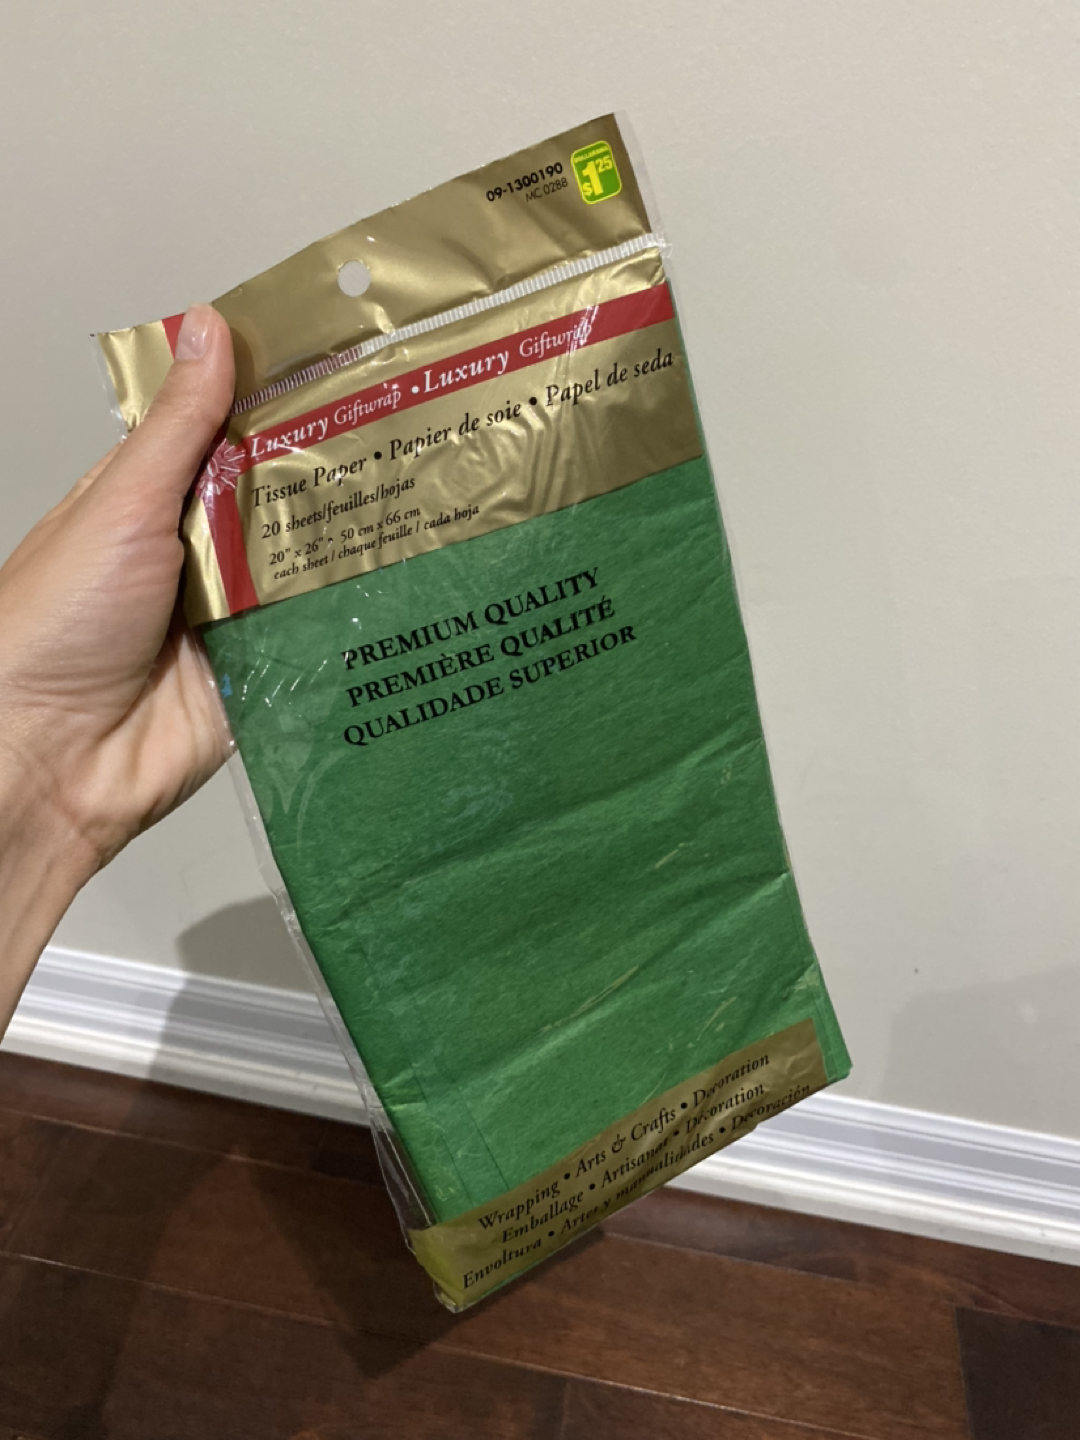 09-1300190
MC 0288
DOLLARAMA
$1.25
Luxury Giftwrap • Luxury Giftwrap
Tissue Paper • Papier de soie • Papel de seda
20 sheets/feuilles/hojas
20" x 26" • 50 cm x 66 cm
each sheet / chaque feuille / cada hoja
PREMIUM QUALITY
PREMIÈRE QUALITÉ
QUALIDADE SUPERIOR
Wrapping • Arts & Crafts • Decoration
Emballage • Artisanat • Décoration
Envoltura • Artes y manualidades • Decoración